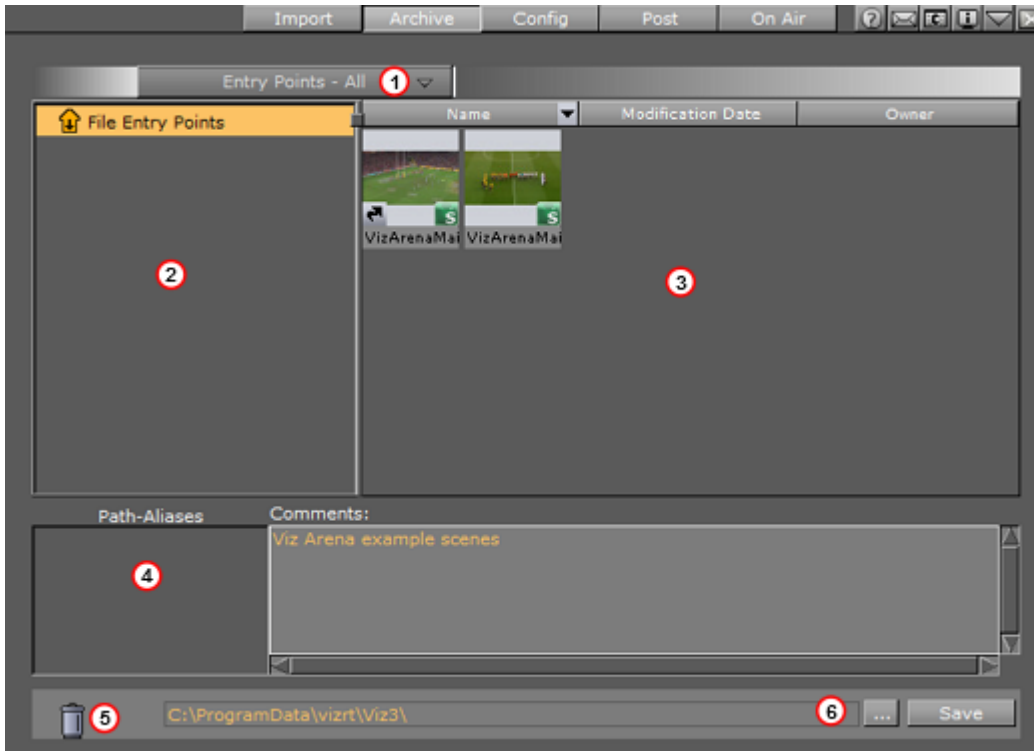 Import Archive Config Post On Air
Entry Points - All 1
File Entry Points
Name Modification Date Owner
S S
VizArenaMai VizArenaMai
2
3
Path-Aliases
Comments:
Viz Arena example scenes
4
5
C:\ProgramData\vizrt\Viz3\
6
...
Save